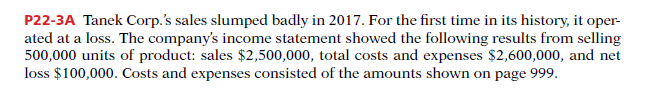 P22-3A Tanek Corp.'s sales slumped badly in 2017. For the first time in its history, it oper-
ated at a loss. The company's income statement showed the following results from selling
500,000 units of product: sales $2,500,000, total costs and expenses $2,600,000, and net
loss $100,000. Costs and expenses consisted of the amounts shown on page 999.